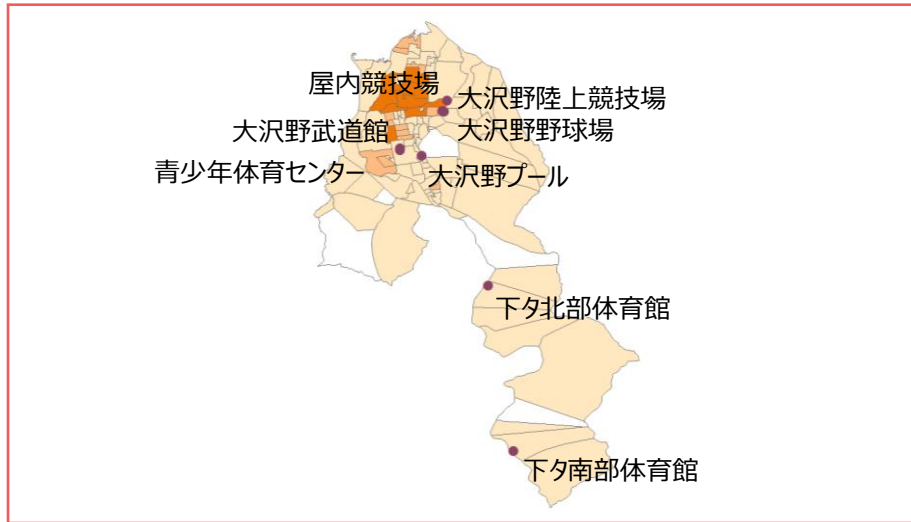 屋内競技場
大沢野陸上競技場
大沢野武道館
大沢野野球場
青少年体育センター
大沢野プール
下タ北部体育館
下タ南部体育館